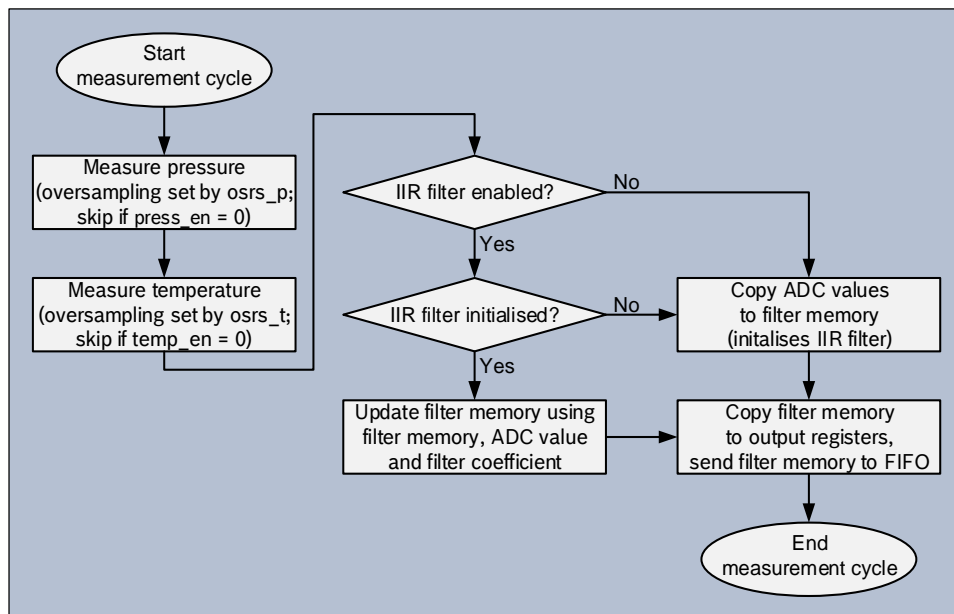 Start
measurement cycle
Measure pressure
(oversampling set by osrs_p;
skip if press_en = 0)
Measure temperature
(oversampling set by osrs_t;
skip if temp_en = 0)
IIR filter enabled?
No
Yes
IIR filter initialised?
No
Yes
Copy ADC values
to filter memory
(initalises IIR filter)
Update filter memory using
filter memory, ADC value
and filter coefficient
Copy filter memory
to output registers,
send filter memory to FIFO
End
measurement cycle